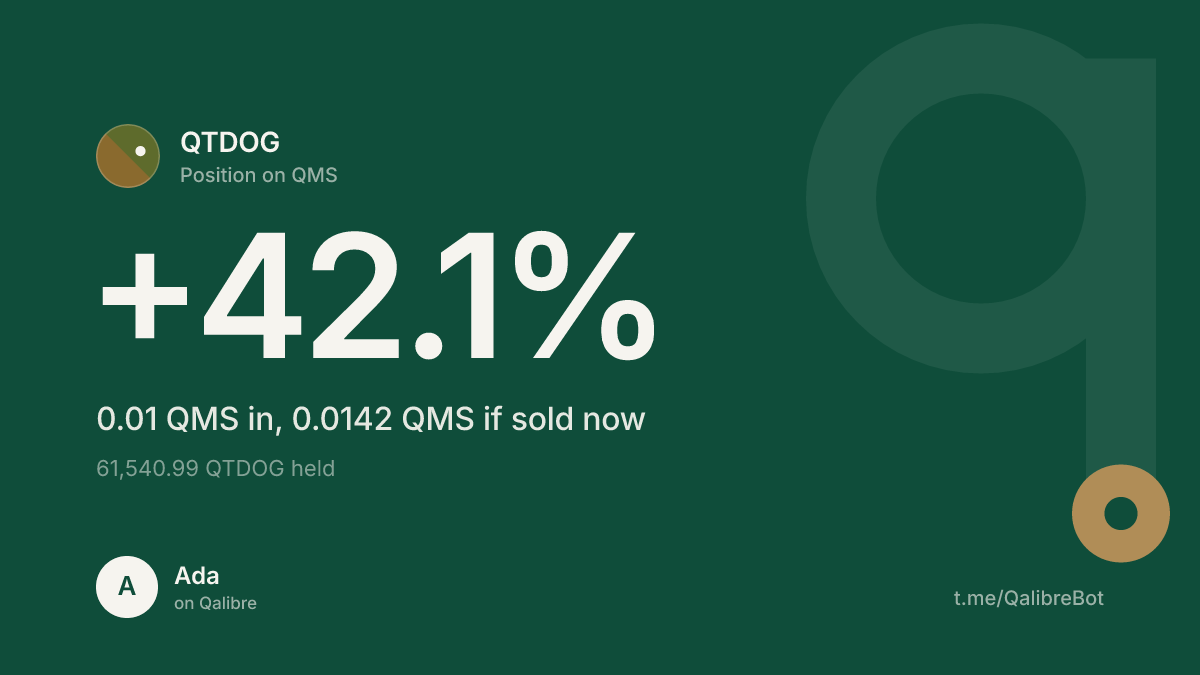 QTDOG
Position on QMS
+42.1%
0.01 QMS in, 0.0142 QMS if sold now
61,540.99 QTDOG held
A
Ada
on Qalibre
t.me/QalibreBot
q